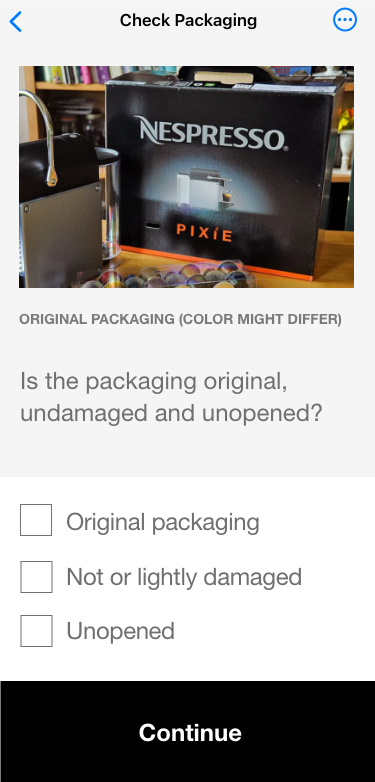 Check Packaging
NESPRESSO
PIXIE
ORIGINAL PACKAGING (COLOR MIGHT DIFFER)
Is the packaging original,
undamaged and unopened?
Original packaging
Not or lightly damaged
Unopened
Continue